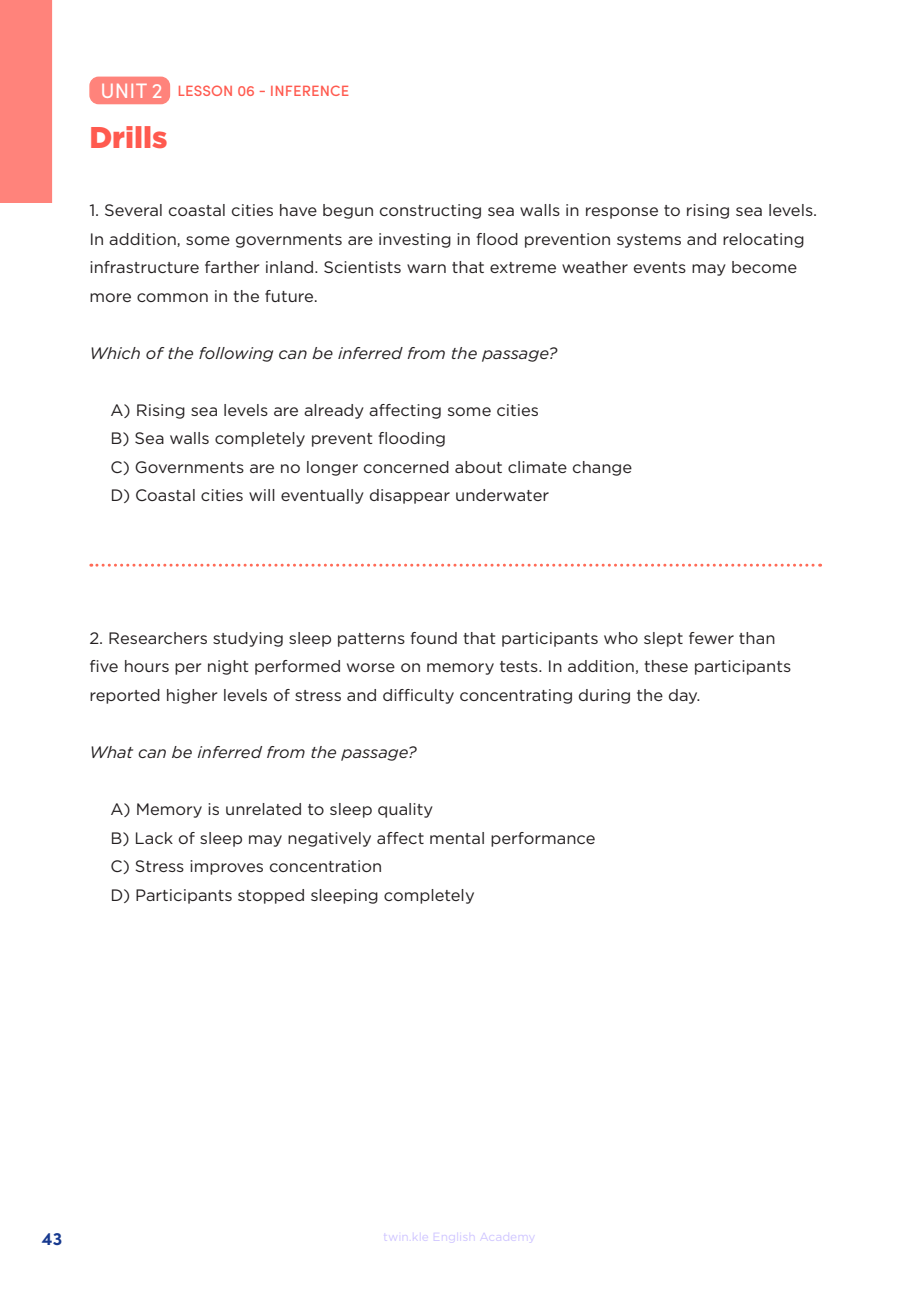 UNIT 2 LESSON 06 - INFERENCE
Drills
1. Several coastal cities have begun constructing sea walls in response to rising sea levels.
In addition, some governments are investing in flood prevention systems and relocating
infrastructure farther inland. Scientists warn that extreme weather events may become
more common in the future.
Which of the following can be inferred from the passage?
A) Rising sea levels are already affecting some cities
B) Sea walls completely prevent flooding
C) Governments are no longer concerned about climate change
D) Coastal cities will eventually disappear underwater
2. Researchers studying sleep patterns found that participants who slept fewer than
five hours per night performed worse on memory tests. In addition, these participants
reported higher levels of stress and difficulty concentrating during the day.
What can be inferred from the passage?
A) Memory is unrelated to sleep quality
B) Lack of sleep may negatively affect mental performance
C) Stress improves concentration
D) Participants stopped sleeping completely
43
twin.kle English Academy